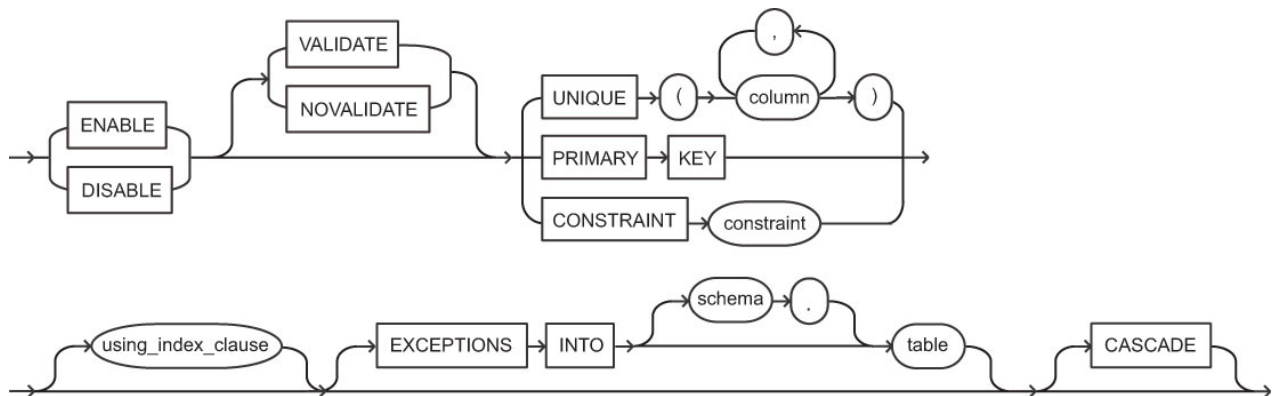 VALIDATE
NOVALIDATE
ENABLE
DISABLE
,
UNIQUE ( column )
PRIMARY KEY
CONSTRAINT constraint
schema .
using_index_clause EXCEPTIONS INTO table CASCADE